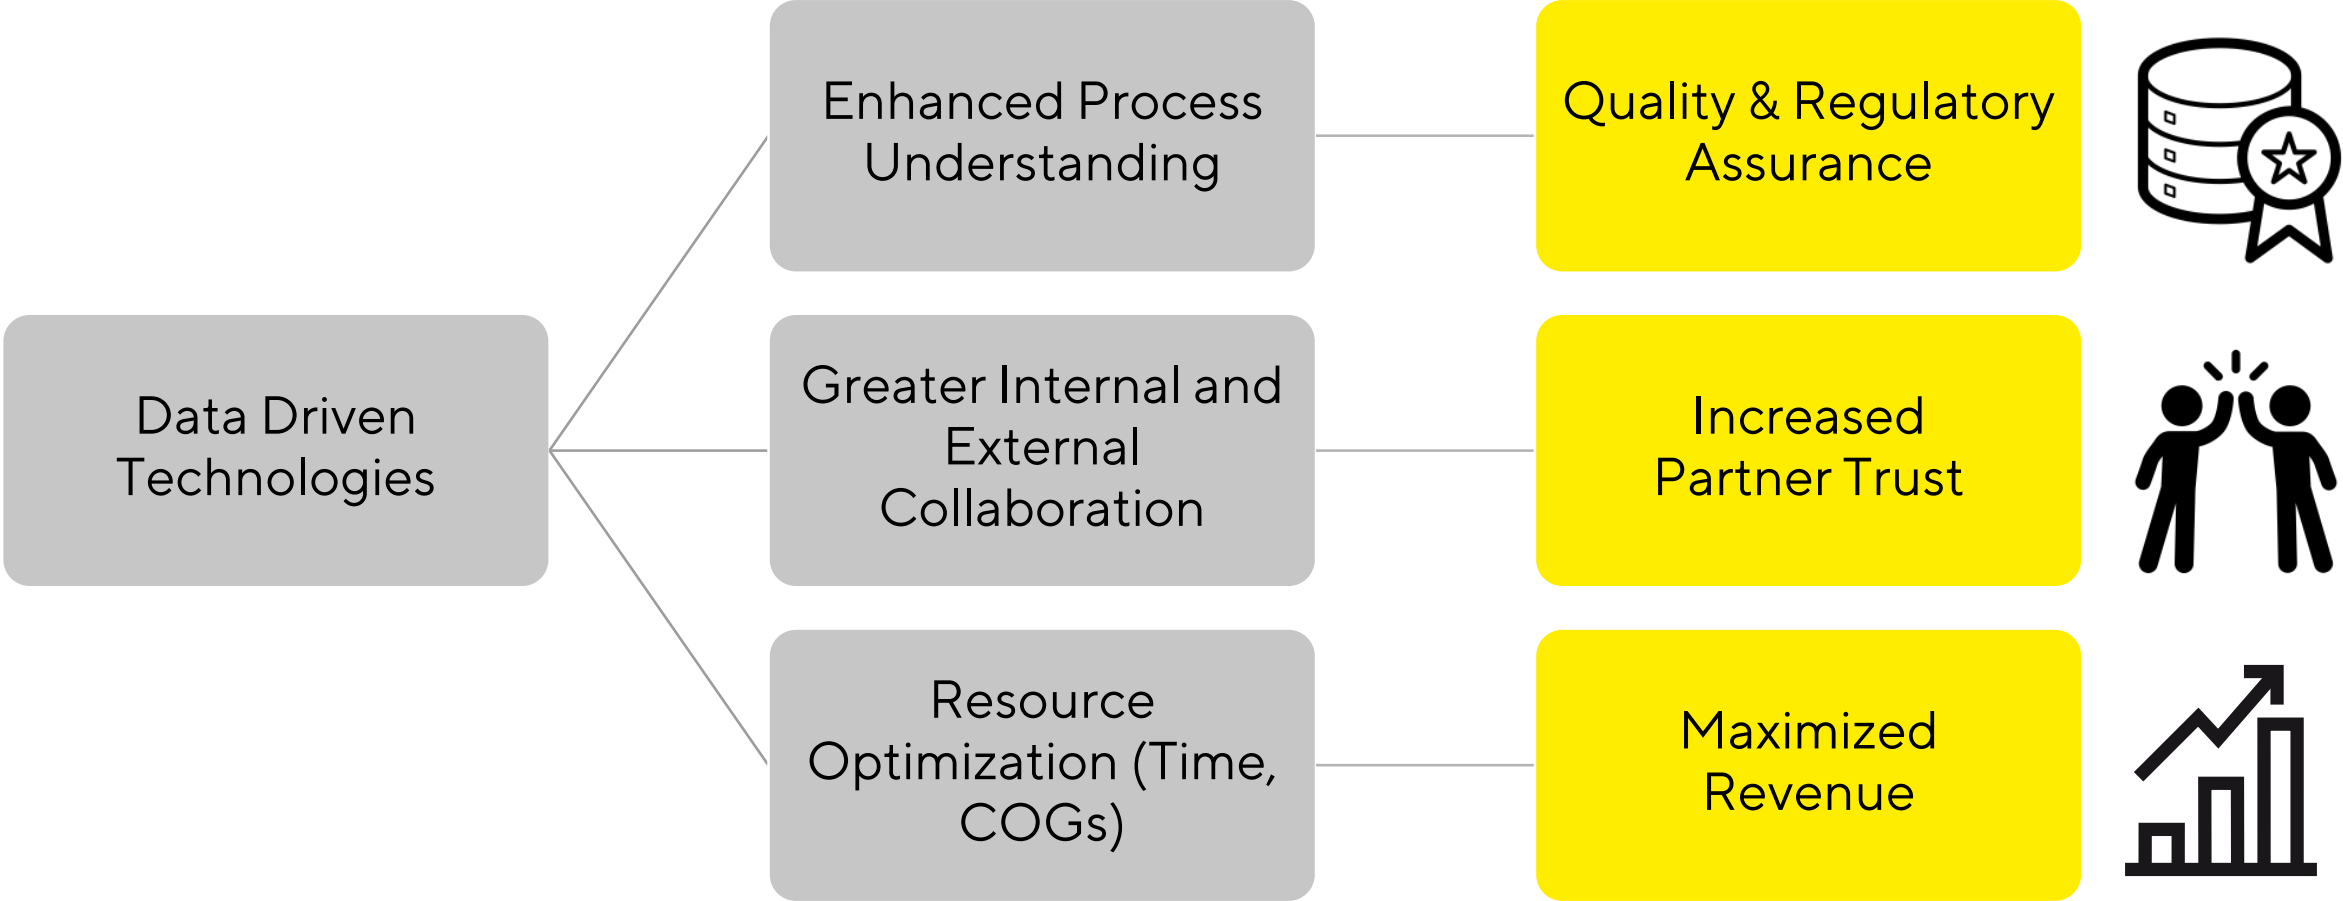 Enhanced Process
Understanding
Quality & Regulatory
Assurance
Data Driven
Technologies
Greater Internal and
External
Collaboration
Increased
Partner Trust
Resource
Optimization (Time,
COGs)
Maximized
Revenue